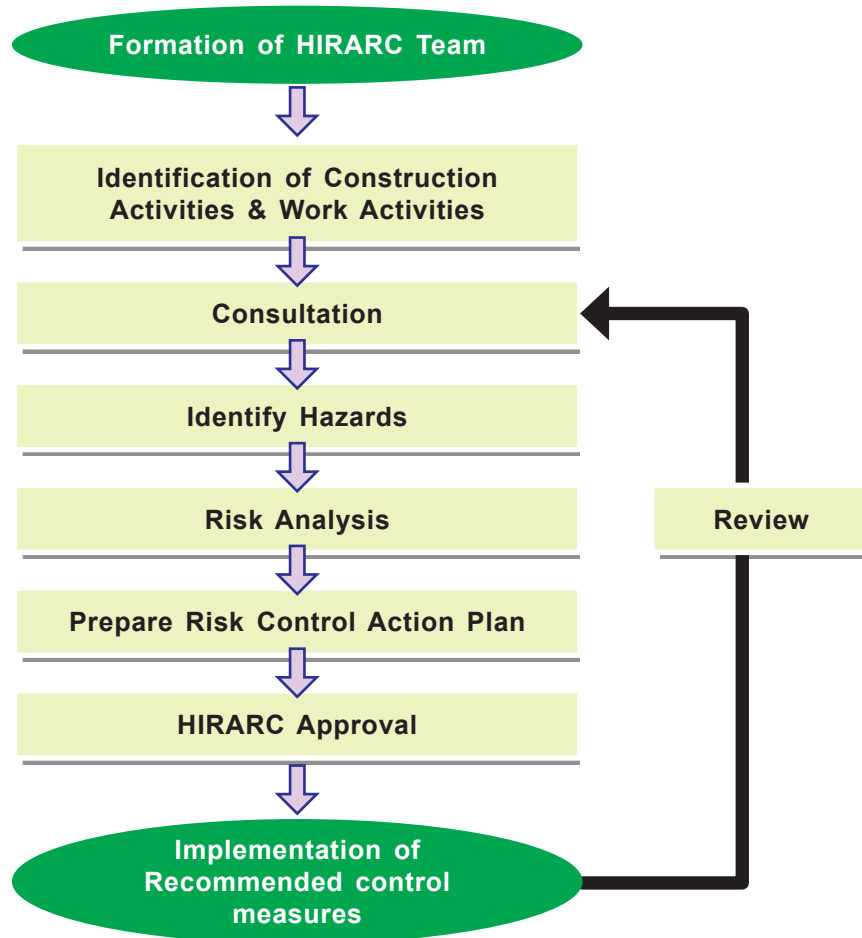 Formation of HIRARC Team
Identification of Construction
Activities & Work Activities
Consultation
Identify Hazards
Risk Analysis
Review
Prepare Risk Control Action Plan
HIRARC Approval
Implementation of
Recommended control
measures